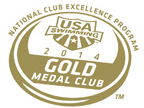 NATIONAL CLUB EXCELLENCE PROGRAM
USA
SWIMMING
2014
GOLD
MEDAL CLUB
TM